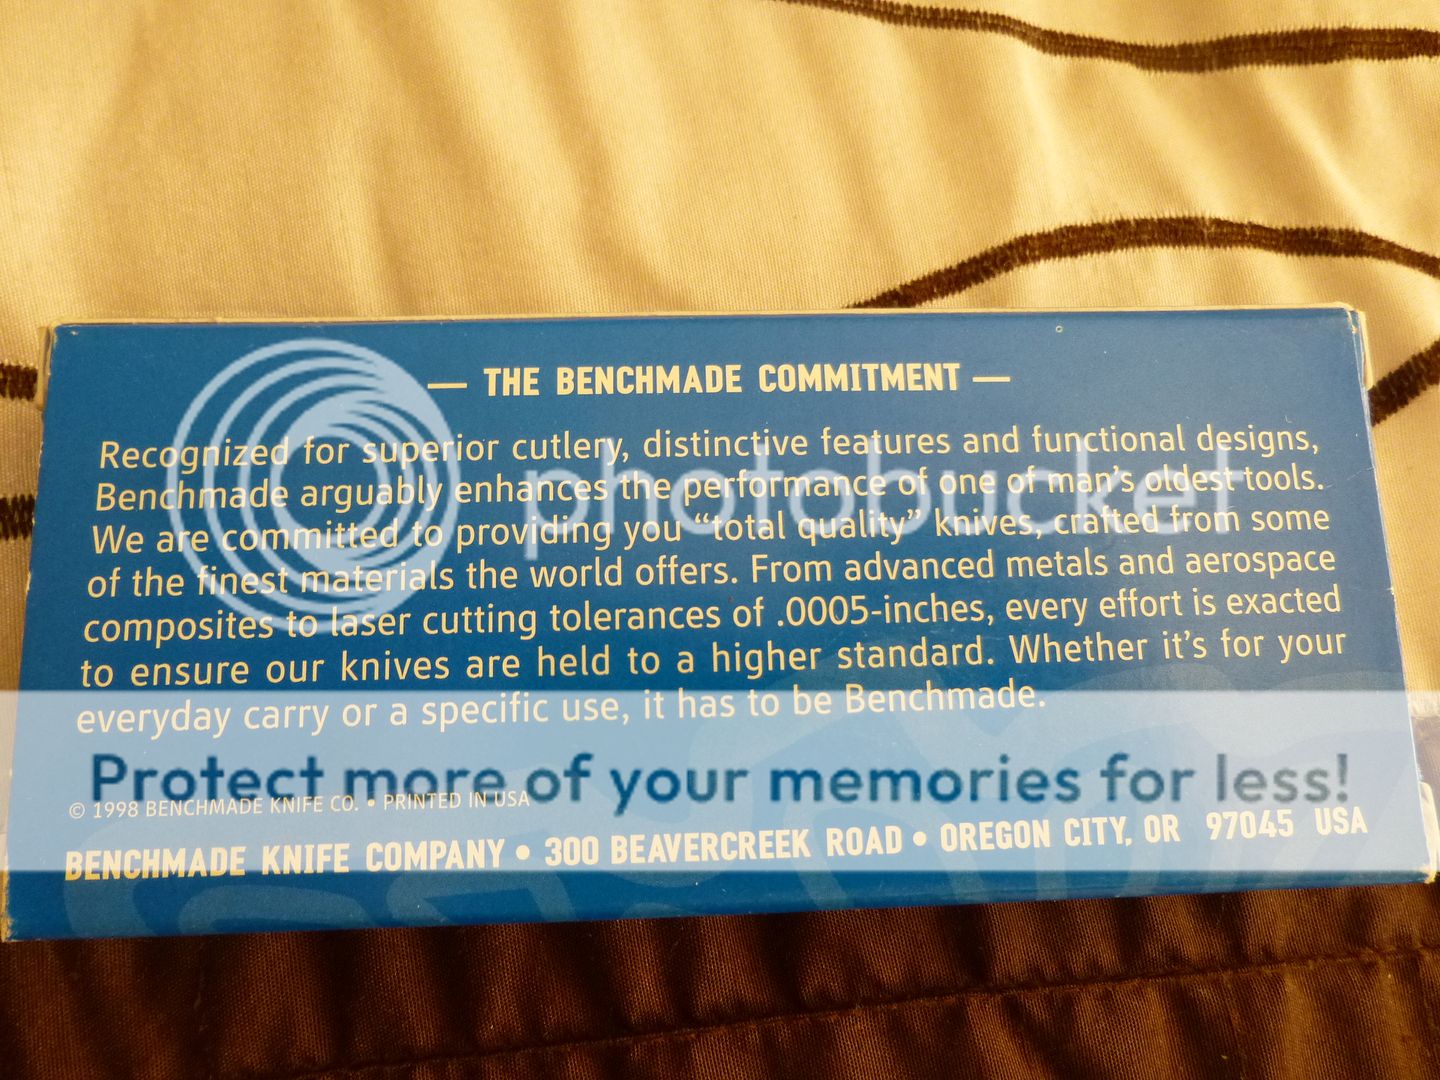 — THE BENCHMADE COMMITMENT —
Recognized for superior cutlery, distinctive features and functional designs,
Benchmade arguably enhances the performance of one of man's oldest tools.
We are committed to providing you “total quality” knives, crafted from some
of the finest materials the world offers. From advanced metals and aerospace
composites to laser cutting tolerances of .0005-inches, every effort is exacted
to ensure our knives are held to a higher standard. Whether it's for your
everyday carry or a specific use, it has to be Benchmade.
photobucket
Protect more of your memories for less!
© 1998 BENCHMADE KNIFE CO. • PRINTED IN USA
BENCHMADE KNIFE COMPANY • 300 BEAVERCREEK ROAD • OREGON CITY, OR 97045 USA